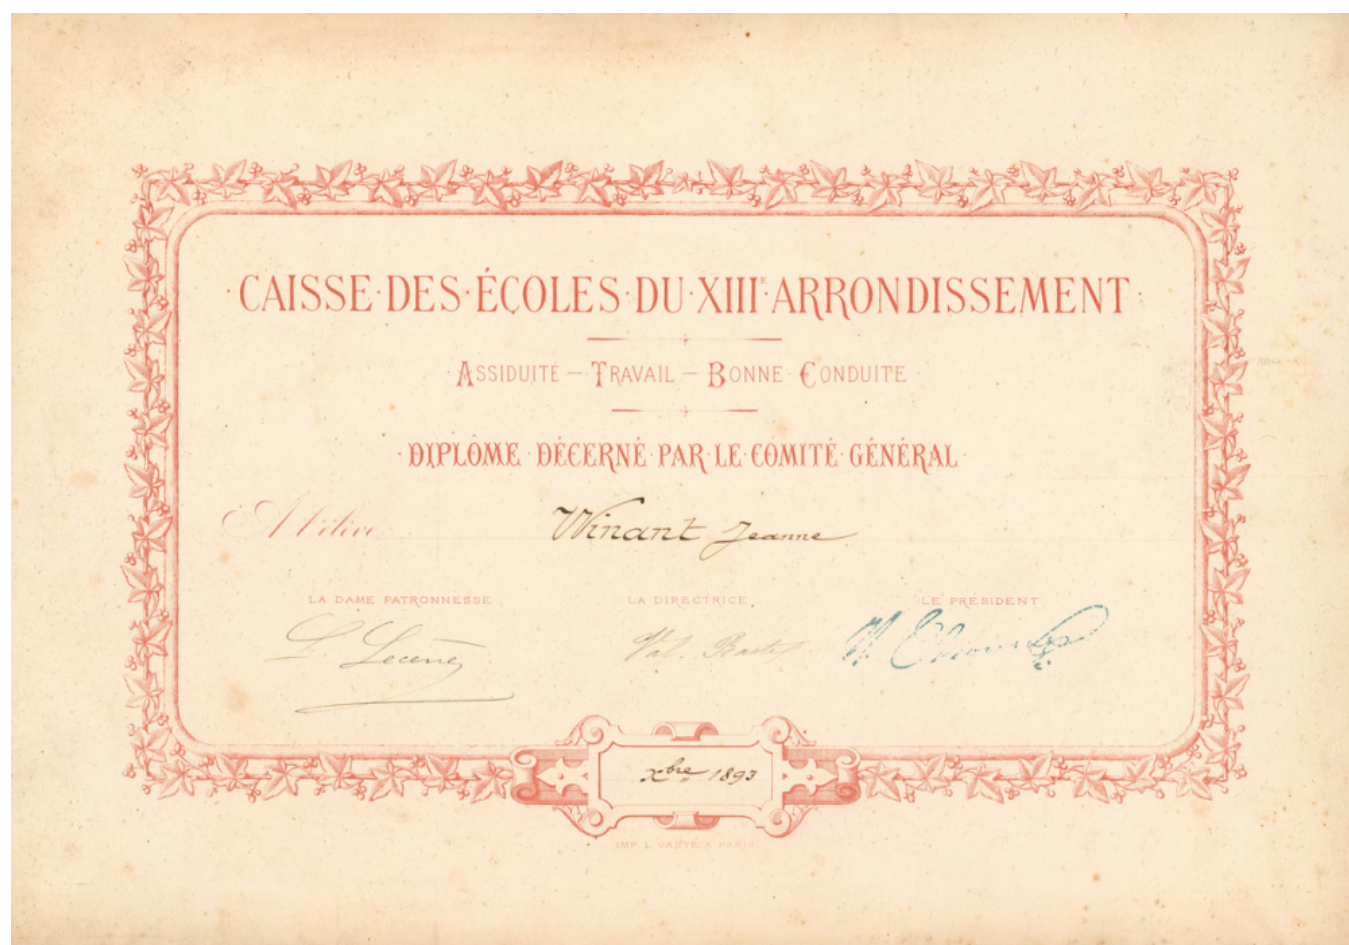 ·CAISSE·DES·ÉCOLES·DU·XIIIᴱ·ARRONDISSEMENT·
·ASSIDUITÉ – TRAVAIL – BONNE·CONDUITE·
·DIPLÔME·DÉCERNÉ·PAR·LE·COMITÉ·GÉNÉRAL·
A l'élève Winant Jeanne
LA DAME PATRONNESSE LA DIRECTRICE LE PRÉSIDENT
Val.
Xbre 1893